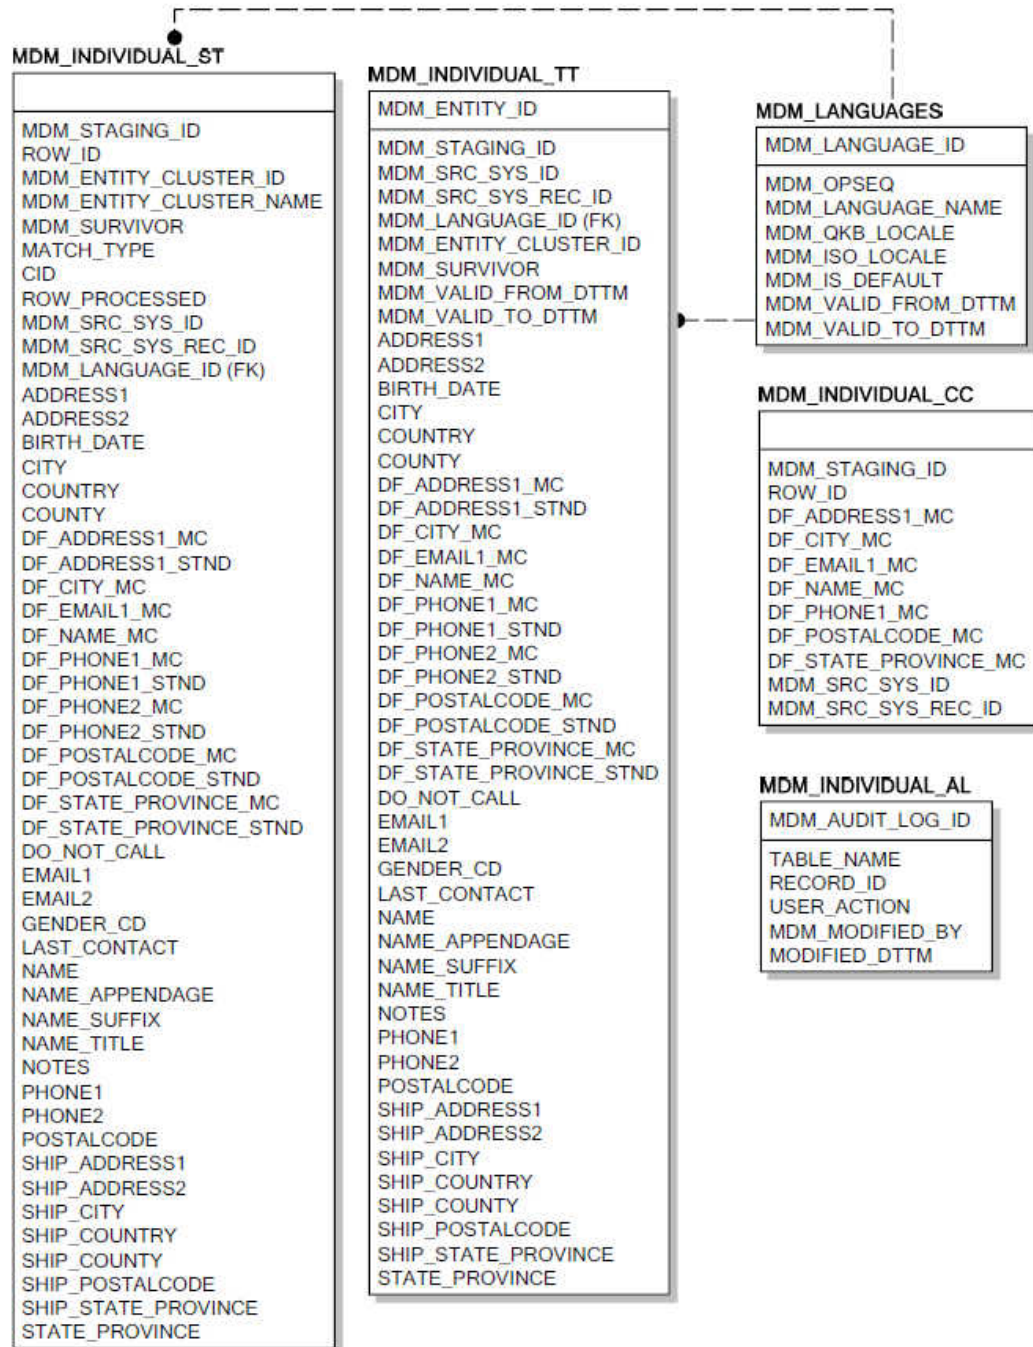 MDM_INDIVIDUAL_ST
MDM_STAGING_ID
ROW_ID
MDM_ENTITY_CLUSTER_ID
MDM_ENTITY_CLUSTER_NAME
MDM_SURVIVOR
MATCH_TYPE
CID
ROW_PROCESSED
MDM_SRC_SYS_ID
MDM_SRC_SYS_REC_ID
MDM_LANGUAGE_ID (FK)
ADDRESS1
ADDRESS2
BIRTH_DATE
CITY
COUNTRY
COUNTY
DF_ADDRESS1_MC
DF_ADDRESS1_STND
DF_CITY_MC
DF_EMAIL1_MC
DF_NAME_MC
DF_PHONE1_MC
DF_PHONE1_STND
DF_PHONE2_MC
DF_PHONE2_STND
DF_POSTALCODE_MC
DF_POSTALCODE_STND
DF_STATE_PROVINCE_MC
DF_STATE_PROVINCE_STND
DO_NOT_CALL
EMAIL1
EMAIL2
GENDER_CD
LAST_CONTACT
NAME
NAME_APPENDAGE
NAME_SUFFIX
NAME_TITLE
NOTES
PHONE1
PHONE2
POSTALCODE
SHIP_ADDRESS1
SHIP_ADDRESS2
SHIP_CITY
SHIP_COUNTRY
SHIP_COUNTY
SHIP_POSTALCODE
SHIP_STATE_PROVINCE
STATE_PROVINCE
MDM_INDIVIDUAL_TT
MDM_ENTITY_ID
MDM_STAGING_ID
MDM_SRC_SYS_ID
MDM_SRC_SYS_REC_ID
MDM_LANGUAGE_ID (FK)
MDM_ENTITY_CLUSTER_ID
MDM_SURVIVOR
MDM_VALID_FROM_DTTM
MDM_VALID_TO_DTTM
ADDRESS1
ADDRESS2
BIRTH_DATE
CITY
COUNTRY
COUNTY
DF_ADDRESS1_MC
DF_ADDRESS1_STND
DF_CITY_MC
DF_EMAIL1_MC
DF_NAME_MC
DF_PHONE1_MC
DF_PHONE1_STND
DF_PHONE2_MC
DF_PHONE2_STND
DF_POSTALCODE_MC
DF_POSTALCODE_STND
DF_STATE_PROVINCE_MC
DF_STATE_PROVINCE_STND
DO_NOT_CALL
EMAIL1
EMAIL2
GENDER_CD
LAST_CONTACT
NAME
NAME_APPENDAGE
NAME_SUFFIX
NAME_TITLE
NOTES
PHONE1
PHONE2
POSTALCODE
SHIP_ADDRESS1
SHIP_ADDRESS2
SHIP_CITY
SHIP_COUNTRY
SHIP_COUNTY
SHIP_POSTALCODE
SHIP_STATE_PROVINCE
STATE_PROVINCE
MDM_LANGUAGES
MDM_LANGUAGE_ID
MDM_OPSEQ
MDM_LANGUAGE_NAME
MDM_QKB_LOCALE
MDM_ISO_LOCALE
MDM_IS_DEFAULT
MDM_VALID_FROM_DTTM
MDM_VALID_TO_DTTM
MDM_INDIVIDUAL_CC
MDM_STAGING_ID
ROW_ID
DF_ADDRESS1_MC
DF_CITY_MC
DF_EMAIL1_MC
DF_NAME_MC
DF_PHONE1_MC
DF_POSTALCODE_MC
DF_STATE_PROVINCE_MC
MDM_SRC_SYS_ID
MDM_SRC_SYS_REC_ID
MDM_INDIVIDUAL_AL
MDM_AUDIT_LOG_ID
TABLE_NAME
RECORD_ID
USER_ACTION
MDM_MODIFIED_BY
MODIFIED_DTTM